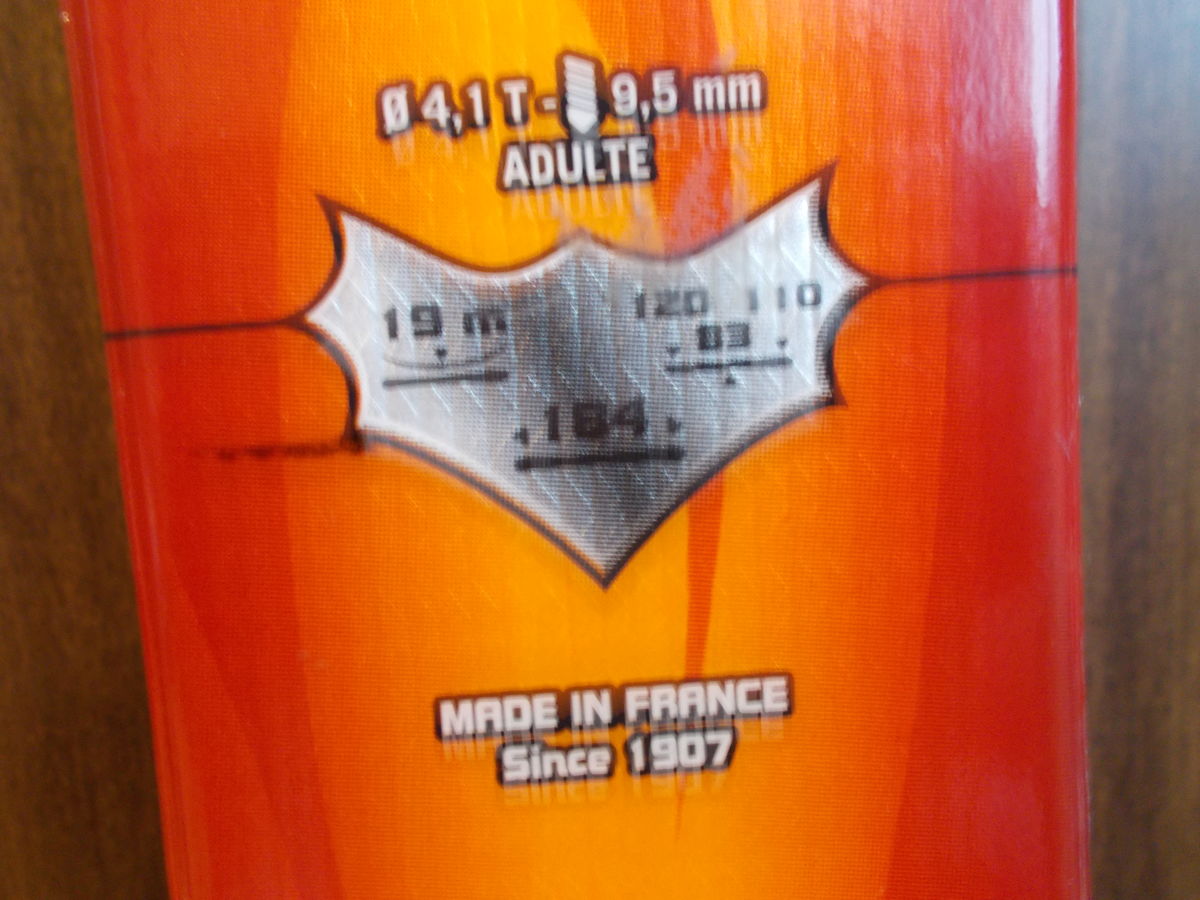 Ø 4,1 T - 9,5 mm
ADULTE
19 m
120 110
83
184
MADE IN FRANCE
Since 1907